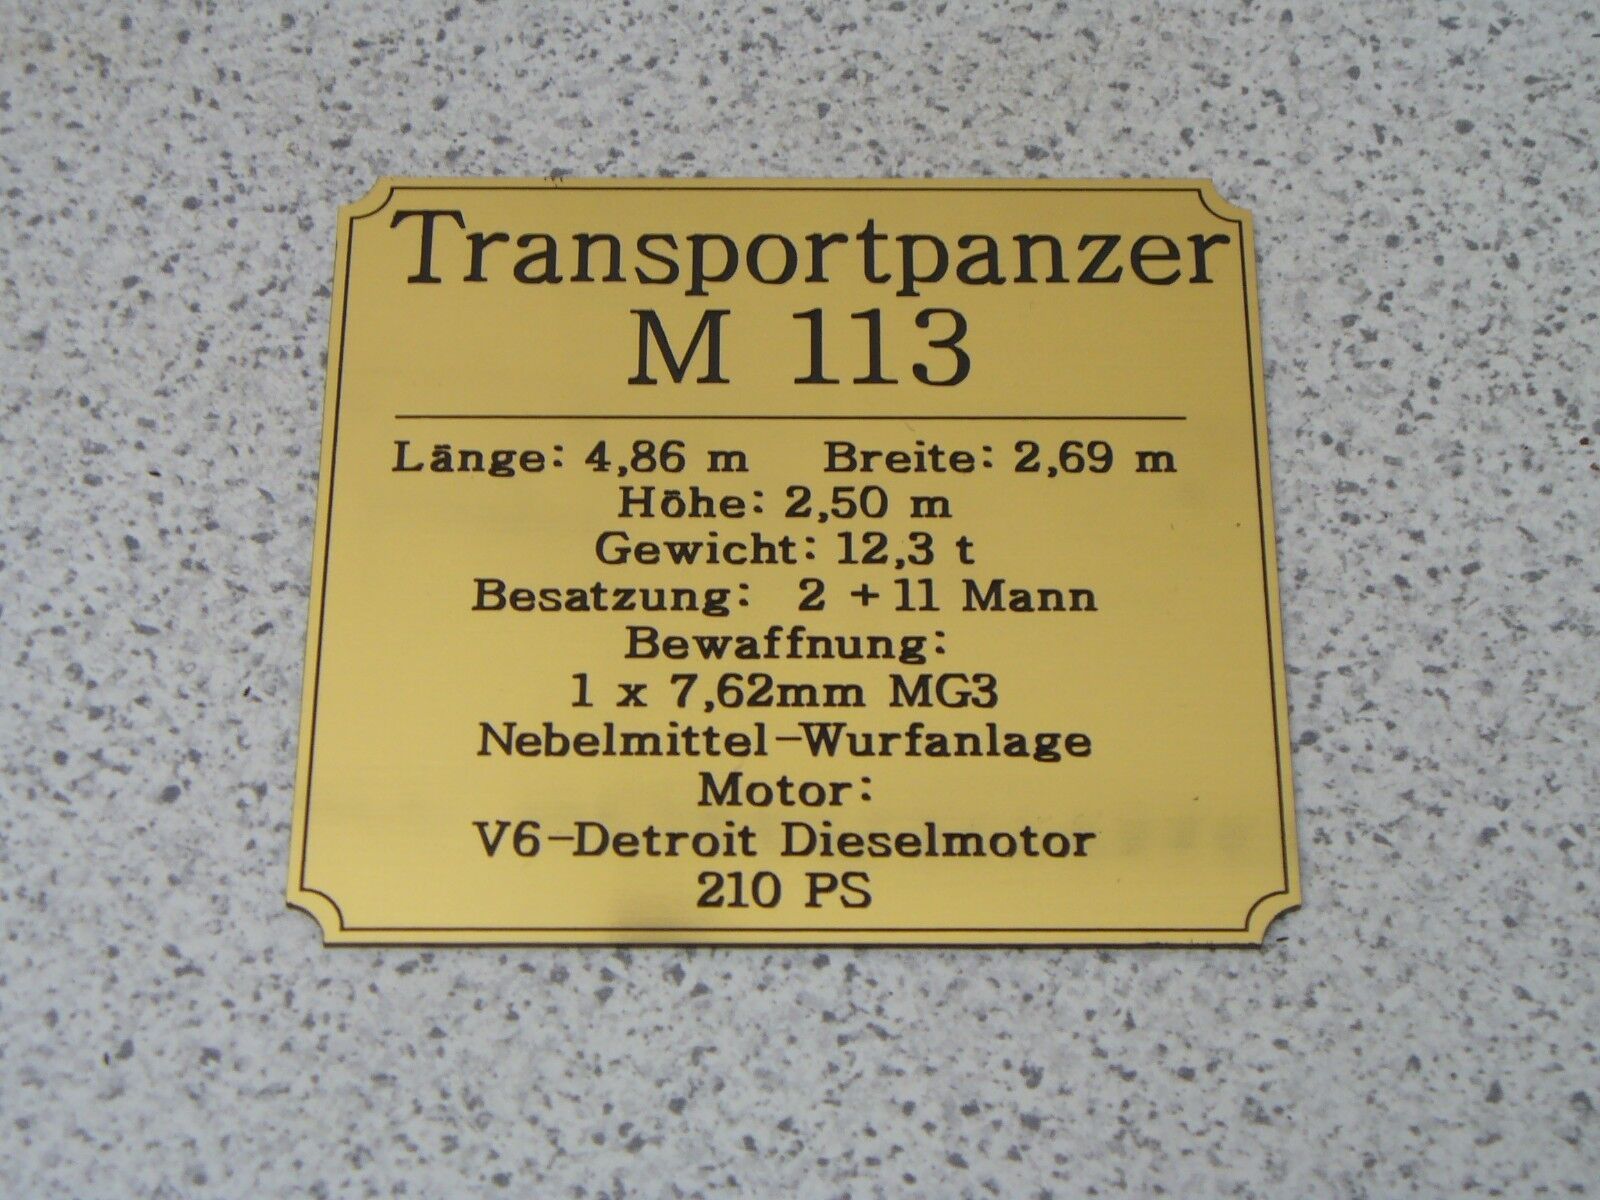 Transportpanzer
M 113
Länge: 4,86 m Breite: 2,69 m
Höhe: 2,50 m
Gewicht: 12,3 t
Besatzung: 2 + 11 Mann
Bewaffnung:
1 x 7,62mm MG3
Nebelmittel-Wurfanlage
Motor:
V6-Detroit Dieselmotor
210 PS